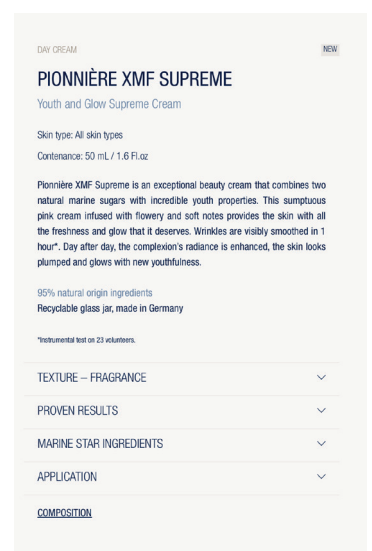 DAY CREAM
NEW
PIONNIÈRE XMF SUPREME
Youth and Glow Supreme Cream
Skin type: All skin types
Contenance: 50 mL / 1.6 Fl.oz
Pionnière XMF Supreme is an exceptional beauty cream that combines two
natural marine sugars with incredible youth properties. This sumptuous
pink cream infused with flowery and soft notes provides the skin with all
the freshness and glow that it deserves. Wrinkles are visibly smoothed in 1
hour*. Day after day, the complexion's radiance is enhanced, the skin looks
plumped and glows with new youthfulness.
95% natural origin ingredients
Recyclable glass jar, made in Germany
*Instrumental test on 23 volunteers.
TEXTURE – FRAGRANCE
PROVEN RESULTS
MARINE STAR INGREDIENTS
APPLICATION
COMPOSITION